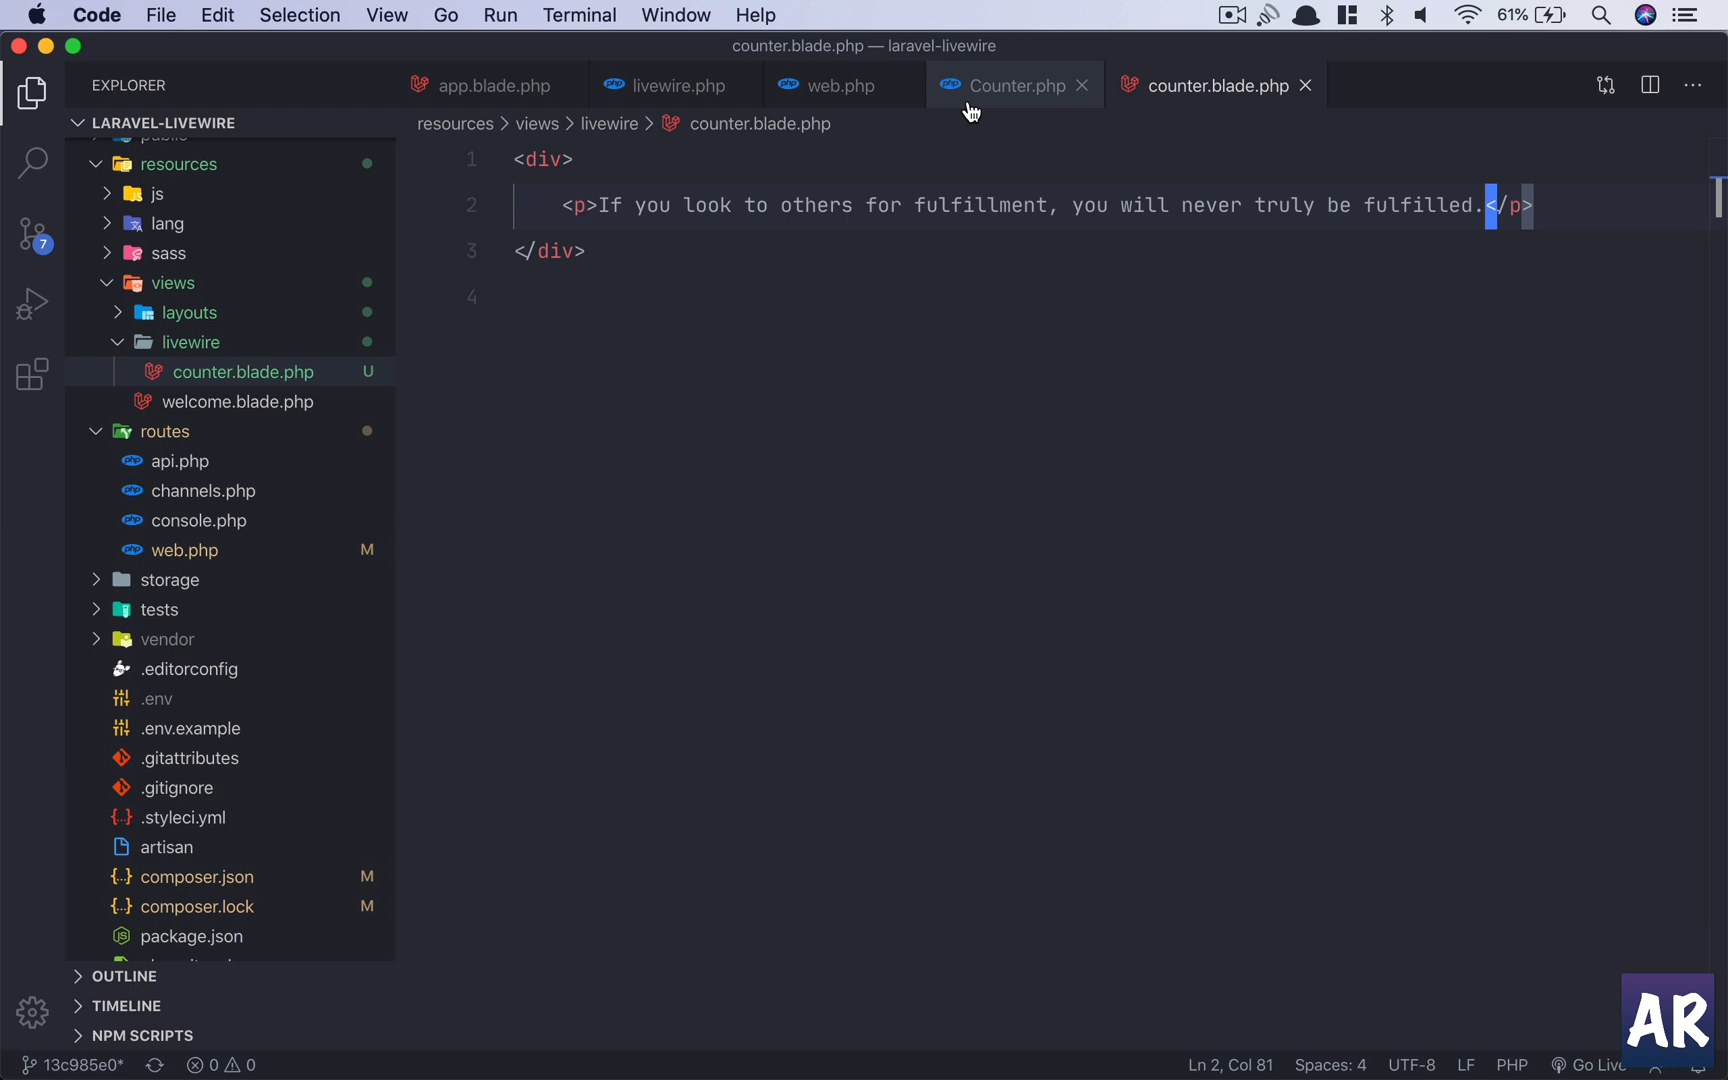 Code File Edit Selection View Go Run Terminal Window Help 61%
counter.blade.php — laravel-livewire
EXPLORER
app.blade.php livewire.php web.php Counter.php counter.blade.php
LARAVEL-LIVEWIRE
resources > views > livewire > counter.blade.php
public
resources
js
lang
sass
views
layouts
livewire
counter.blade.php U
welcome.blade.php
routes
api.php
channels.php
console.php
web.php M
storage
tests
vendor
.editorconfig
.env
.env.example
.gitattributes
.gitignore
.styleci.yml
artisan
composer.json M
composer.lock M
package.json
OUTLINE
TIMELINE
NPM SCRIPTS
7
1 <div>
2 <p>If you look to others for fulfillment, you will never truly be fulfilled.</p>
3 </div>
4
AR
13c985e0* 0 0 Ln 2, Col 81 Spaces: 4 UTF-8 LF PHP Go Live